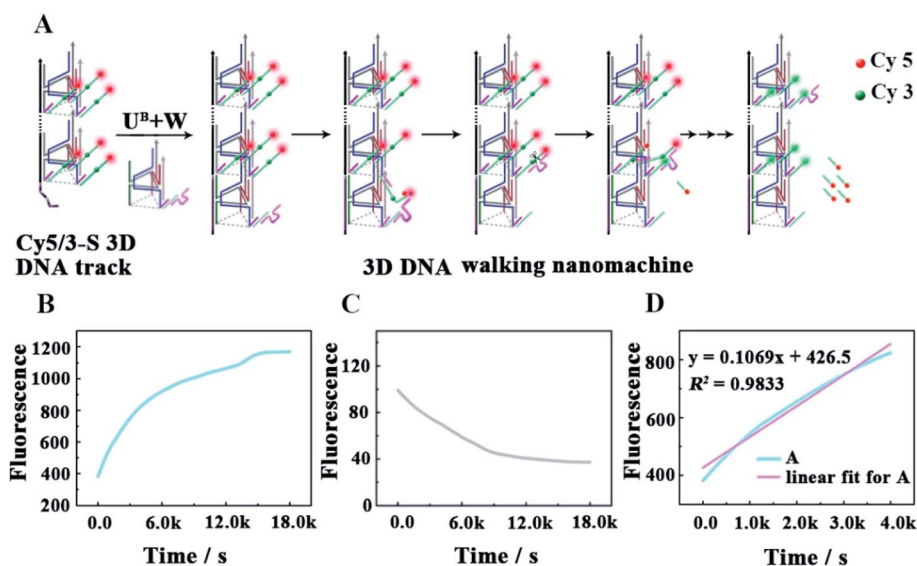 A
Cy 5
Cy 3
Uᴮ+W
Cy5/3-S 3D
DNA track
3D DNA walking nanomachine
B
Fluorescence
1200
1000
800
600
400
200
0.0 6.0k 12.0k 18.0k
Time / s
C
Fluorescence
120
80
40
0
0.0 6.0k 12.0k 18.0k
Time / s
D
Fluorescence
800
600
400
y = 0.1069x + 426.5
R² = 0.9833
A
linear fit for A
0.0 1.0k 2.0k 3.0k 4.0k
Time / s